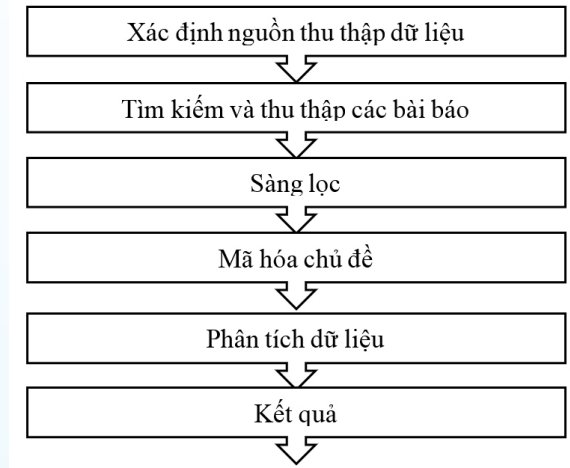 Xác định nguồn thu thập dữ liệu
Tìm kiếm và thu thập các bài báo
Sàng lọc
Mã hóa chủ đề
Phân tích dữ liệu
Kết quả